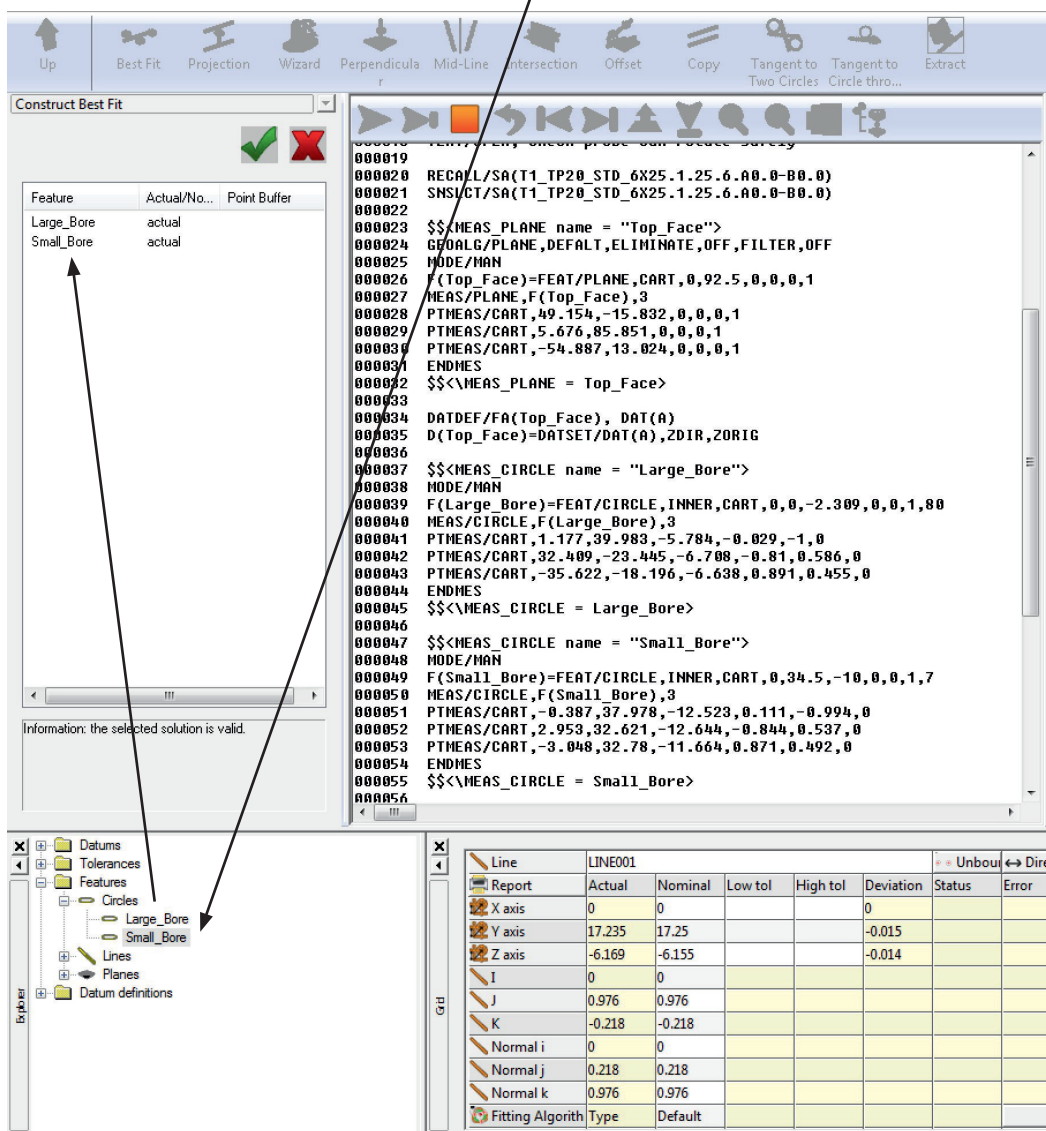 Up Best Fit Projection Wizard Perpendicula r Mid-Line Intersection Offset Copy Tangent to Two Circles Tangent to Circle thro... Extract
Construct Best Fit
Feature Actual/No... Point Buffer
Large_Bore actual
Small_Bore actual
Information: the selected solution is valid.
000019
000020 RECALL/SA(T1_TP20_STD_6X25.1.25.6.A0.0-B0.0)
000021 SNSLCT/SA(T1_TP20_STD_6X25.1.25.6.A0.0-B0.0)
000022
000023 $$<MEAS_PLANE name = "Top_Face">
000024 GEOALG/PLANE,DEFALT,ELIMINATE,OFF,FILTER,OFF
000025 MODE/MAN
000026 F(Top_Face)=FEAT/PLANE,CART,0,92.5,0,0,0,1
000027 MEAS/PLANE,F(Top_Face),3
000028 PTMEAS/CART,49.154,-15.832,0,0,0,1
000029 PTMEAS/CART,5.676,85.851,0,0,0,1
000030 PTMEAS/CART,-54.887,13.024,0,0,0,1
000031 ENDMES
000032 $$<\MEAS_PLANE = Top_Face>
000033
000034 DATDEF/FA(Top_Face), DAT(A)
000035 D(Top_Face)=DATSET/DAT(A),ZDIR,ZORIG
000036
000037 $$<MEAS_CIRCLE name = "Large_Bore">
000038 MODE/MAN
000039 F(Large_Bore)=FEAT/CIRCLE,INNER,CART,0,0,-2.309,0,0,1,80
000040 MEAS/CIRCLE,F(Large_Bore),3
000041 PTMEAS/CART,1.177,39.983,-5.784,-0.029,-1,0
000042 PTMEAS/CART,32.409,-23.445,-6.708,-0.81,0.586,0
000043 PTMEAS/CART,-35.622,-18.196,-6.638,0.891,0.455,0
000044 ENDMES
000045 $$<\MEAS_CIRCLE = Large_Bore>
000046
000047 $$<MEAS_CIRCLE name = "Small_Bore">
000048 MODE/MAN
000049 F(Small_Bore)=FEAT/CIRCLE,INNER,CART,0,34.5,-10,0,0,1,7
000050 MEAS/CIRCLE,F(Small_Bore),3
000051 PTMEAS/CART,-0.387,37.978,-12.523,0.111,-0.994,0
000052 PTMEAS/CART,2.953,32.621,-12.644,-0.844,0.537,0
000053 PTMEAS/CART,-3.048,32.78,-11.664,0.871,0.492,0
000054 ENDMES
000055 $$<\MEAS_CIRCLE = Small_Bore>
000056
Explorer
Datums
Tolerances
Features
Circles
Large_Bore
Small_Bore
Lines
Planes
Datum definitions
Grid
Line LINE001 Unbou Dire
Report Actual Nominal Low tol High tol Deviation Status Error
X axis 0 0 0
Y axis 17.235 17.25 -0.015
Z axis -6.169 -6.155 -0.014
I 0 0
J 0.976 0.976
K -0.218 -0.218
Normal i 0 0
Normal j 0.218 0.218
Normal k 0.976 0.976
Fitting Algorith Type Default